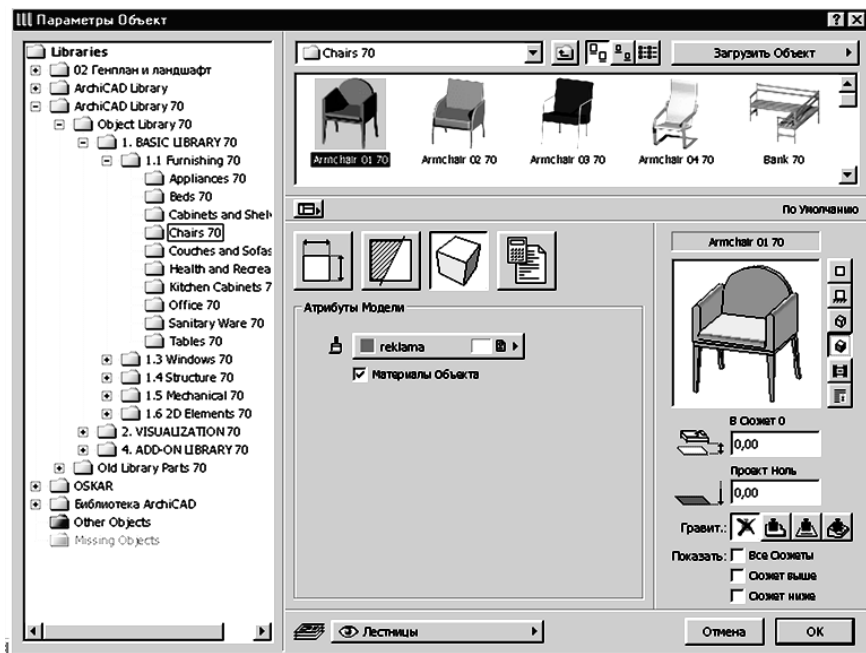 Параметры Объект
Libraries
02 Генплан и ландшафт
ArchiCAD Library
ArchiCAD Library 70
Object Library 70
1. BASIC LIBRARY 70
1.1 Furnishing 70
Appliances 70
Beds 70
Cabinets and Shelv
Chairs 70
Couches and Sofas
Health and Recrea
Kitchen Cabinets 7
Office 70
Sanitary Ware 70
Tables 70
1.3 Windows 70
1.4 Structure 70
1.5 Mechanical 70
1.6 2D Elements 70
2. VISUALIZATION 70
4. ADD-ON LIBRARY 70
Old Library Parts 70
OSKAR
Библиотека ArchiCAD
Other Objects
Missing Objects
Chairs 70
Загрузить Объект
Armchair 01 70 Armchair 02 70 Armchair 03 70 Armchair 04 70 Bank 70
По Умолчанию
Атрибуты Модели
reklama
Материалы Объекта
Armchair 01 70
В Сюжет 0
0,00
Проект Ноль
0,00
Гравит.:
Показать: Все Сюжеты
Сюжет выше
Сюжет ниже
Лестницы
Отмена OK